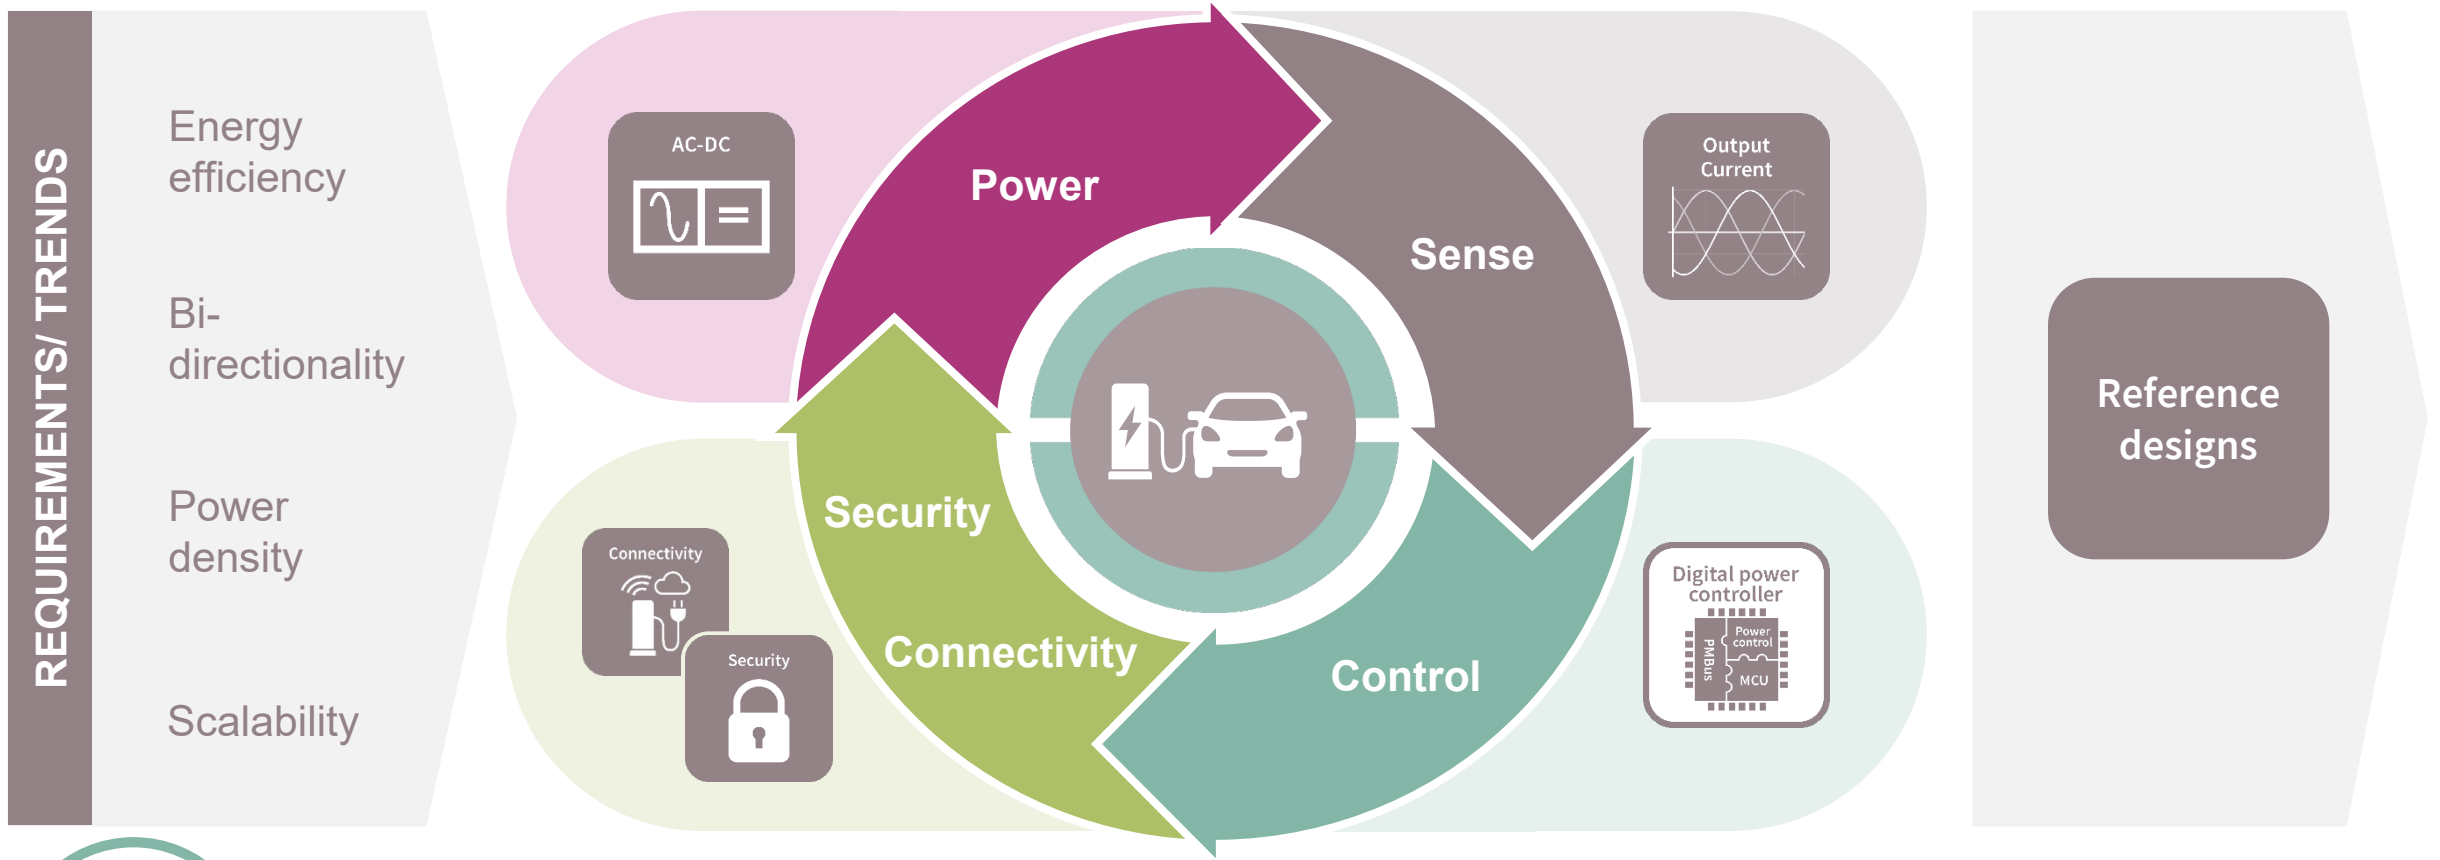 REQUIREMENTS/ TRENDS
Energy
efficiency
Bi-
directionality
Power
density
Scalability
AC-DC
Power
Sense
Output
Current
Security
Connectivity
Control
Connectivity
Security
Digital power
controller
Power
control
PMBus
MCU
Reference
designs